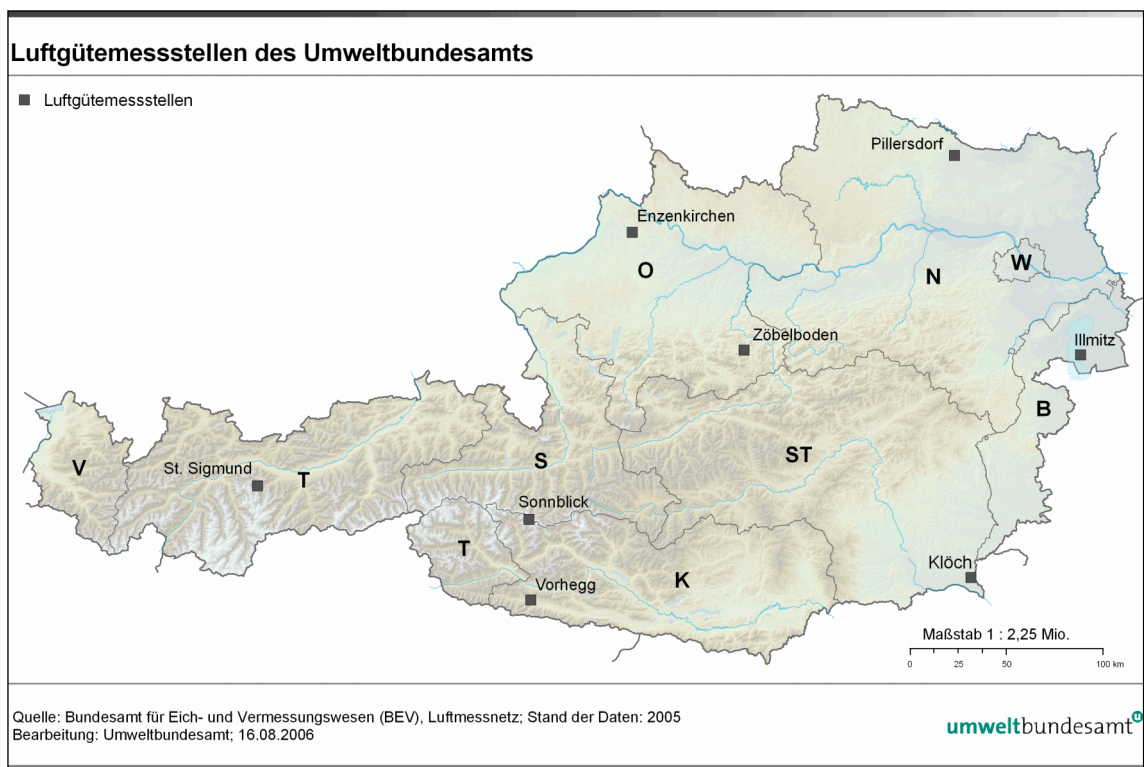 Luftgütemessstellen des Umweltbundesamts
Luftgütemessstellen
Pillersdorf
Enzenkirchen
O
N
W
Zöbelboden
Illmitz
B
V
St. Sigmund
T
S
ST
Sonnblick
T
K
Klöch
Vorhegg
Maßstab 1 : 2,25 Mio.
0 25 50 100 km
Quelle: Bundesamt für Eich- und Vermessungswesen (BEV), Luftmessnetz; Stand der Daten: 2005
Bearbeitung: Umweltbundesamt; 16.08.2006
umweltbundesamt u